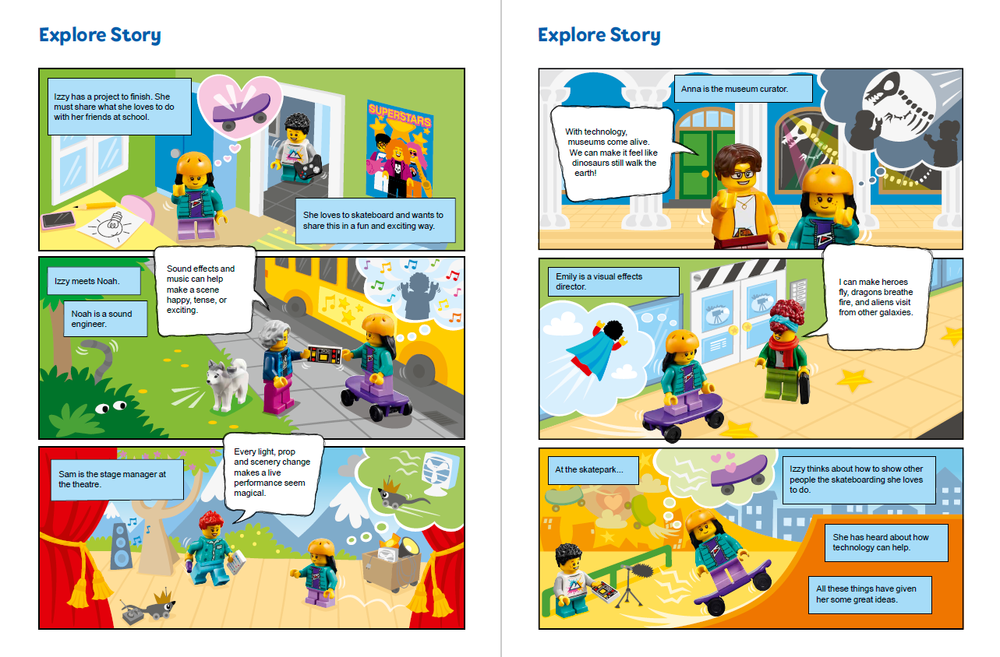 Explore Story
Izzy has a project to finish. She
must share what she loves to do
with her friends at school.
SUPERSTARS
She loves to skateboard and wants to
share this in a fun and exciting way.
Izzy meets Noah.
Noah is a sound
engineer.
Sound effects and
music can help
make a scene
happy, tense, or
exciting.
Sam is the stage manager at
the theatre.
Every light, prop
and scenery change
makes a live
performance seem
magical.
Explore Story
Anna is the museum curator.
With technology,
museums come alive.
We can make it feel like
dinosaurs still walk the
earth!
Emily is a visual effects
director.
I can make heroes
fly, dragons breathe
fire, and aliens visit
from other galaxies.
At the skatepark...
Izzy thinks about how to show other
people the skateboarding she loves
to do.
She has heard about how
technology can help.
All these things have given
her some great ideas.